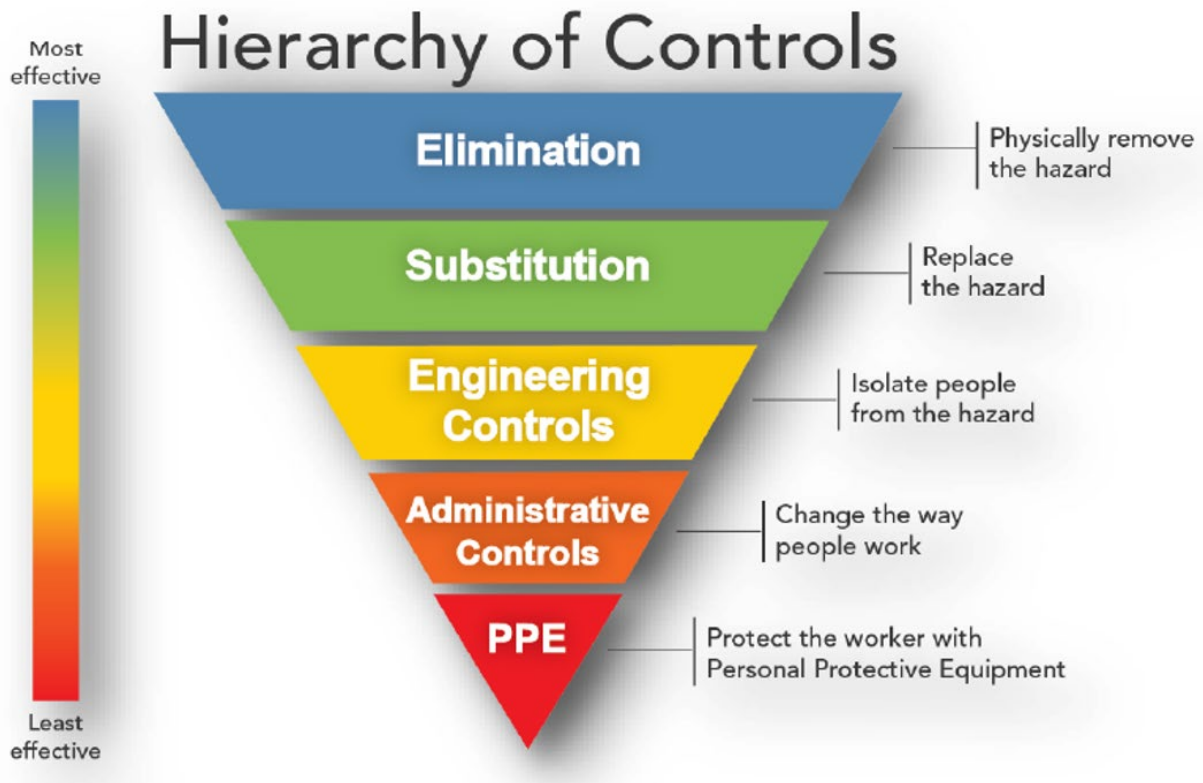 Hierarchy of Controls
Most
effective
Elimination
Physically remove
the hazard
Substitution
Replace
the hazard
Engineering
Controls
Isolate people
from the hazard
Administrative
Controls
Change the way
people work
PPE
Protect the worker with
Personal Protective Equipment
Least
effective